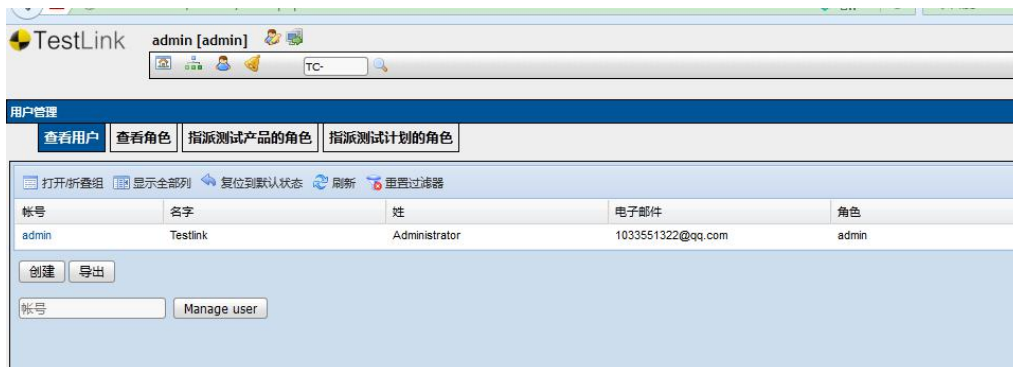 TestLink admin [admin]
TC-
用户管理
查看用户 查看角色 指派测试产品的角色 指派测试计划的角色
打开/折叠组 显示全部列 复位到默认状态 刷新 重置过滤器
帐号 名字 姓 电子邮件 角色
admin Testlink Administrator 1033551322@qq.com admin
创建 导出
帐号 Manage user